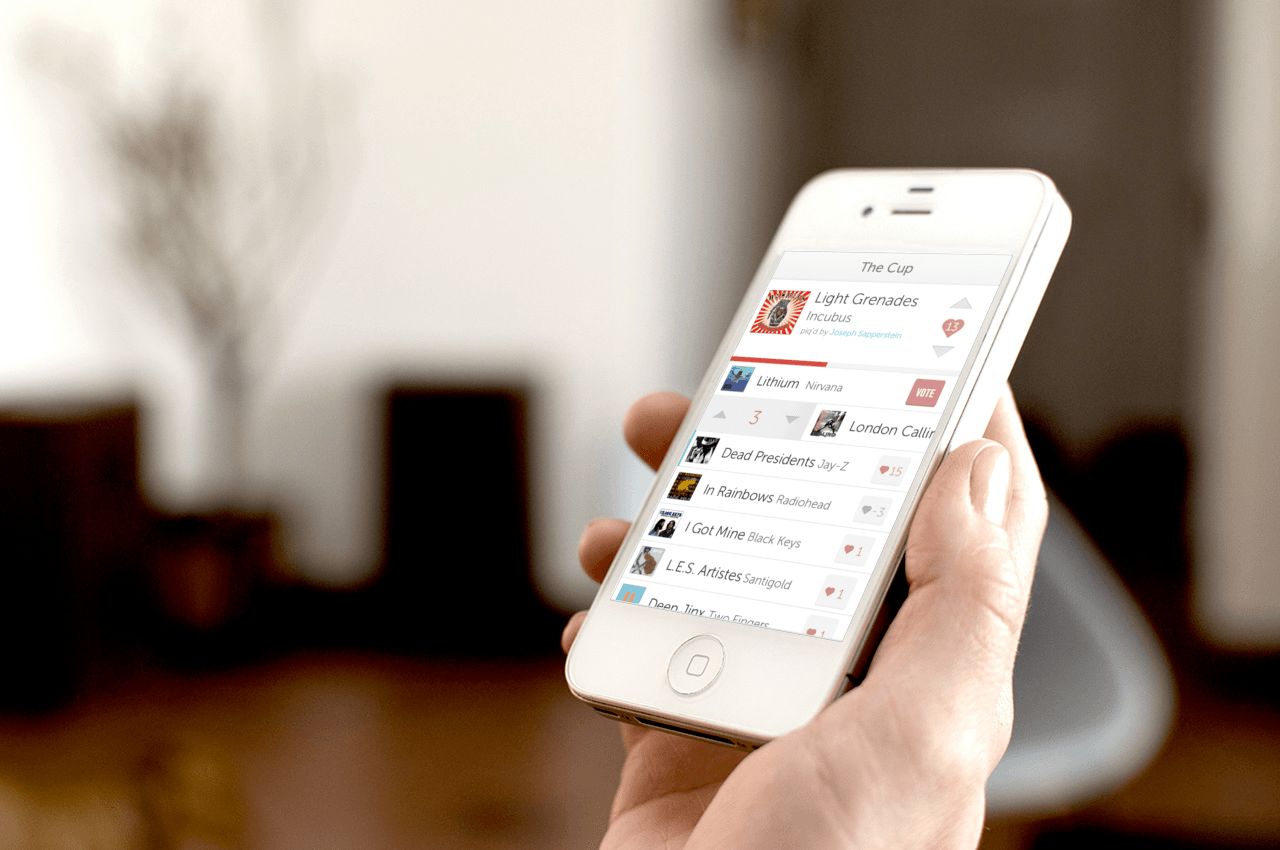 The Cup
Light Grenades
13
Incubus
piq'd by Joseph Sapperstein
Lithium Nirvana
VOTE
3
London Callin
Dead Presidents Jay-Z
15
In Rainbows Radiohead
-3
I Got Mine Black Keys
1
L.E.S. Artistes Santigold
1
Deep Jinx Two Fingers
1